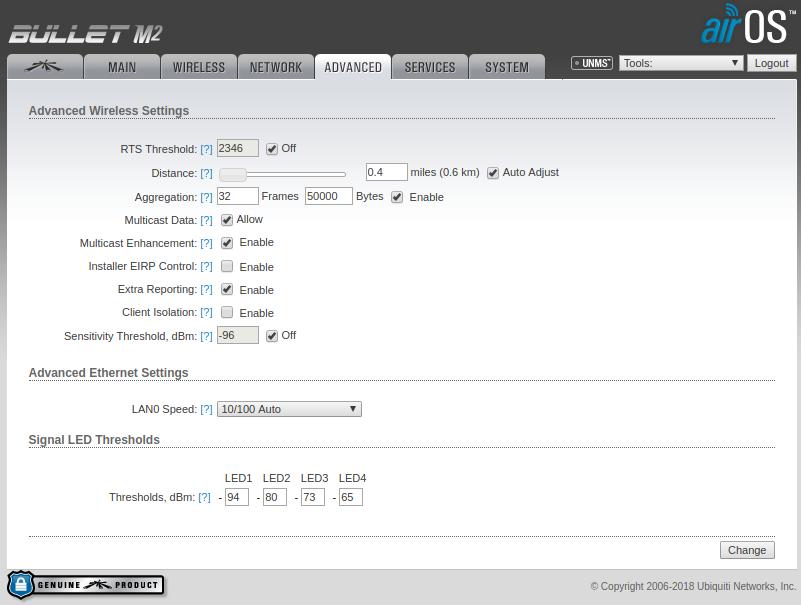 BULLET M2
airOS™
MAIN WIRELESS NETWORK ADVANCED SERVICES SYSTEM UNMS™ Tools: Logout
Advanced Wireless Settings
RTS Threshold: [?] 2346 Off
Distance: [?] 0.4 miles (0.6 km) Auto Adjust
Aggregation: [?] 32 Frames 50000 Bytes Enable
Multicast Data: [?] Allow
Multicast Enhancement: [?] Enable
Installer EIRP Control: [?] Enable
Extra Reporting: [?] Enable
Client Isolation: [?] Enable
Sensitivity Threshold, dBm: [?] -96 Off
Advanced Ethernet Settings
LAN0 Speed: [?] 10/100 Auto
Signal LED Thresholds
LED1 LED2 LED3 LED4
Thresholds, dBm: [?] - 94 - 80 - 73 - 65
Change
GENUINE PRODUCT
© Copyright 2006-2018 Ubiquiti Networks, Inc.